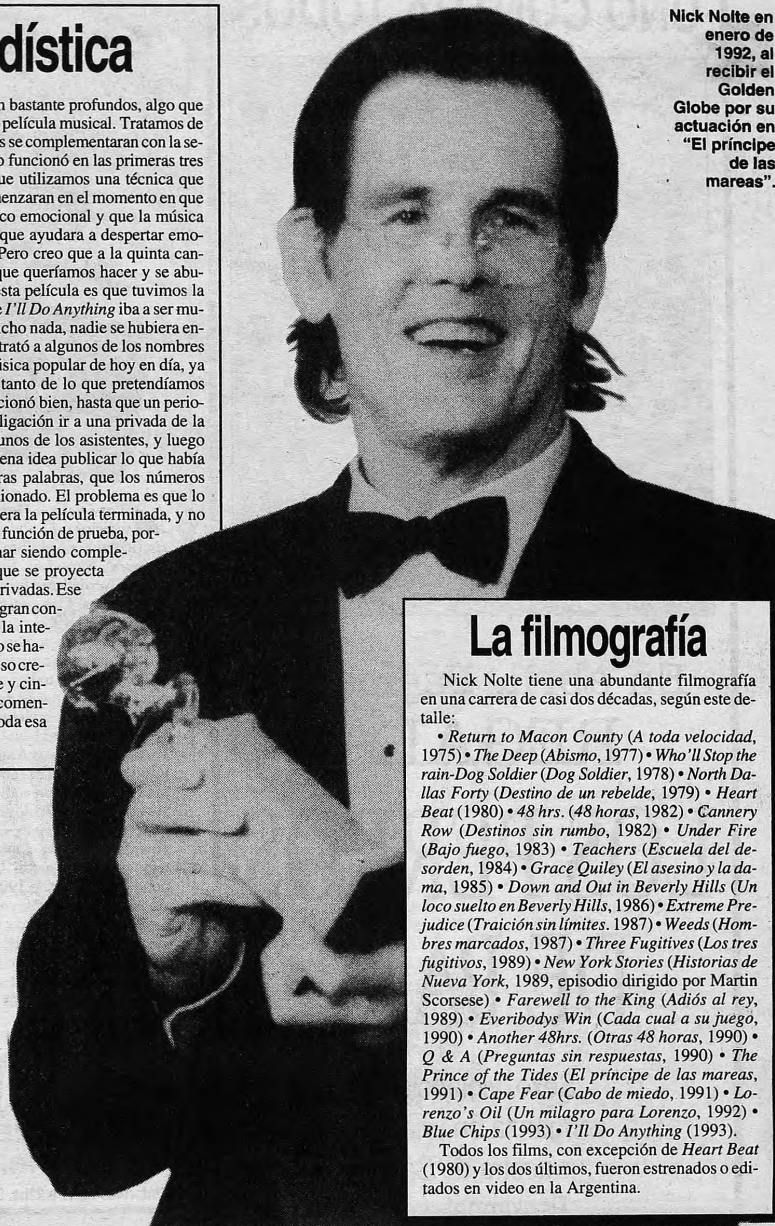 dística
n bastante profundos, algo que
película musical. Tratamos de
s se complementaran con la se-
o funcionó en las primeras tres
ue utilizamos una técnica que
nenzaran en el momento en que
co emocional y que la música
que ayudara a despertar emo-
Pero creo que a la quinta can-
que queríamos hacer y se abu-
sta película es que tuvimos la
e I'll Do Anything iba a ser mu-
cho nada, nadie se hubiera en-
trató a algunos de los nombres
úsica popular de hoy en día, ya
tanto de lo que pretendíamos
cionó bien, hasta que un perio-
ligación ir a una privada de la
unos de los asistentes, y luego
ena idea publicar lo que había
ras palabras, que los números
ionado. El problema es que lo
era la película terminada, y no
función de prueba, por-
nar siendo comple-
que se proyecta
rivadas. Ese
gran con-
la inte-
o se ha-
so cre-
e y cin-
comen-
oda esa
Nick Nolte en
enero de
1992, al
recibir el
Golden
Globe por su
actuación en
“El príncipe
de las
mareas”.
La filmografía
Nick Nolte tiene una abundante filmografía
en una carrera de casi dos décadas, según este de-
talle:
• Return to Macon County (A toda velocidad,
1975) • The Deep (Abismo, 1977) • Who'll Stop the
rain-Dog Soldier (Dog Soldier, 1978) • North Da-
llas Forty (Destino de un rebelde, 1979) • Heart
Beat (1980) • 48 hrs. (48 horas, 1982) • Cannery
Row (Destinos sin rumbo, 1982) • Under Fire
(Bajo fuego, 1983) • Teachers (Escuela del de-
sorden, 1984) • Grace Quiley (El asesino y la da-
ma, 1985) • Down and Out in Beverly Hills (Un
loco suelto en Beverly Hills, 1986) • Extreme Pre-
judice (Traición sin límites. 1987) • Weeds (Hom-
bres marcados, 1987) • Three Fugitives (Los tres
fugitivos, 1989) • New York Stories (Historias de
Nueva York, 1989, episodio dirigido por Martin
Scorsese) • Farewell to the King (Adiós al rey,
1989) • Everibodys Win (Cada cual a su juego,
1990) • Another 48hrs. (Otras 48 horas, 1990) •
Q & A (Preguntas sin respuestas, 1990) • The
Prince of the Tides (El príncipe de las mareas,
1991) • Cape Fear (Cabo de miedo, 1991) • Lo-
renzo's Oil (Un milagro para Lorenzo, 1992) •
Blue Chips (1993) • I'll Do Anything (1993).
Todos los films, con excepción de Heart Beat
(1980) y los dos últimos, fueron estrenados o edi-
tados en video en la Argentina.